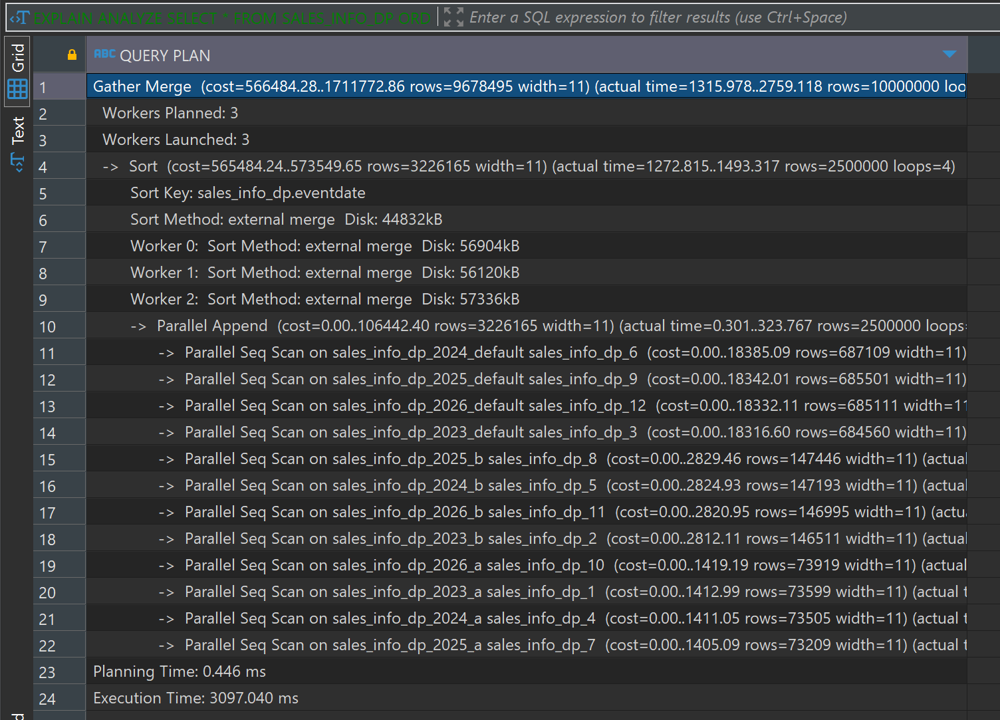 EXPLAIN ANALYZE SELECT * FROM SALES_INFO_DP ORD Enter a SQL expression to filter results (use Ctrl+Space)
Grid
Text
ABC QUERY PLAN
1 Gather Merge (cost=566484.28..1711772.86 rows=9678495 width=11) (actual time=1315.978..2759.118 rows=10000000 loo
2 Workers Planned: 3
3 Workers Launched: 3
4 -> Sort (cost=565484.24..573549.65 rows=3226165 width=11) (actual time=1272.815..1493.317 rows=2500000 loops=4)
5 Sort Key: sales_info_dp.eventdate
6 Sort Method: external merge Disk: 44832kB
7 Worker 0: Sort Method: external merge Disk: 56904kB
8 Worker 1: Sort Method: external merge Disk: 56120kB
9 Worker 2: Sort Method: external merge Disk: 57336kB
10 -> Parallel Append (cost=0.00..106442.40 rows=3226165 width=11) (actual time=0.301..323.767 rows=2500000 loops=
11 -> Parallel Seq Scan on sales_info_dp_2024_default sales_info_dp_6 (cost=0.00..18385.09 rows=687109 width=11)
12 -> Parallel Seq Scan on sales_info_dp_2025_default sales_info_dp_9 (cost=0.00..18342.01 rows=685501 width=11)
13 -> Parallel Seq Scan on sales_info_dp_2026_default sales_info_dp_12 (cost=0.00..18332.11 rows=685111 width=11
14 -> Parallel Seq Scan on sales_info_dp_2023_default sales_info_dp_3 (cost=0.00..18316.60 rows=684560 width=11)
15 -> Parallel Seq Scan on sales_info_dp_2025_b sales_info_dp_8 (cost=0.00..2829.46 rows=147446 width=11) (actual
16 -> Parallel Seq Scan on sales_info_dp_2024_b sales_info_dp_5 (cost=0.00..2824.93 rows=147193 width=11) (actual
17 -> Parallel Seq Scan on sales_info_dp_2026_b sales_info_dp_11 (cost=0.00..2820.95 rows=146995 width=11) (actu
18 -> Parallel Seq Scan on sales_info_dp_2023_b sales_info_dp_2 (cost=0.00..2812.11 rows=146511 width=11) (actual
19 -> Parallel Seq Scan on sales_info_dp_2026_a sales_info_dp_10 (cost=0.00..1419.19 rows=73919 width=11) (actual
20 -> Parallel Seq Scan on sales_info_dp_2023_a sales_info_dp_1 (cost=0.00..1412.99 rows=73599 width=11) (actual t
21 -> Parallel Seq Scan on sales_info_dp_2024_a sales_info_dp_4 (cost=0.00..1411.05 rows=73505 width=11) (actual t
22 -> Parallel Seq Scan on sales_info_dp_2025_a sales_info_dp_7 (cost=0.00..1405.09 rows=73209 width=11) (actual t
23 Planning Time: 0.446 ms
24 Execution Time: 3097.040 ms